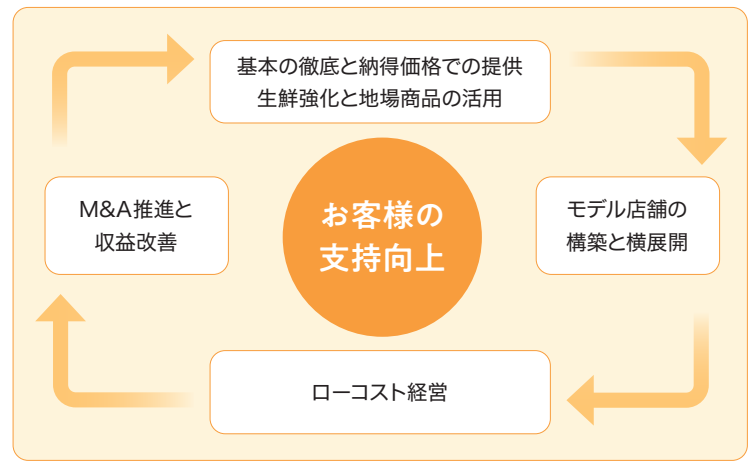 基本の徹底と納得価格での提供
生鮮強化と地場商品の活用
M&A推進と
収益改善
お客様の
支持向上
モデル店舗の
構築と横展開
ローコスト経営